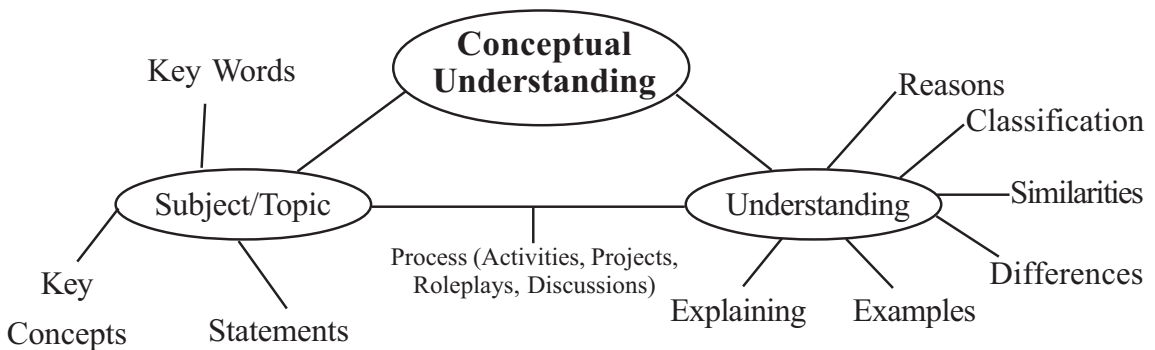 Conceptual
Understanding
Key Words
Reasons
Classification
Subject/Topic
Understanding
Similarities
Process (Activities, Projects,
Roleplays, Discussions)
Differences
Key
Concepts
Statements
Explaining
Examples